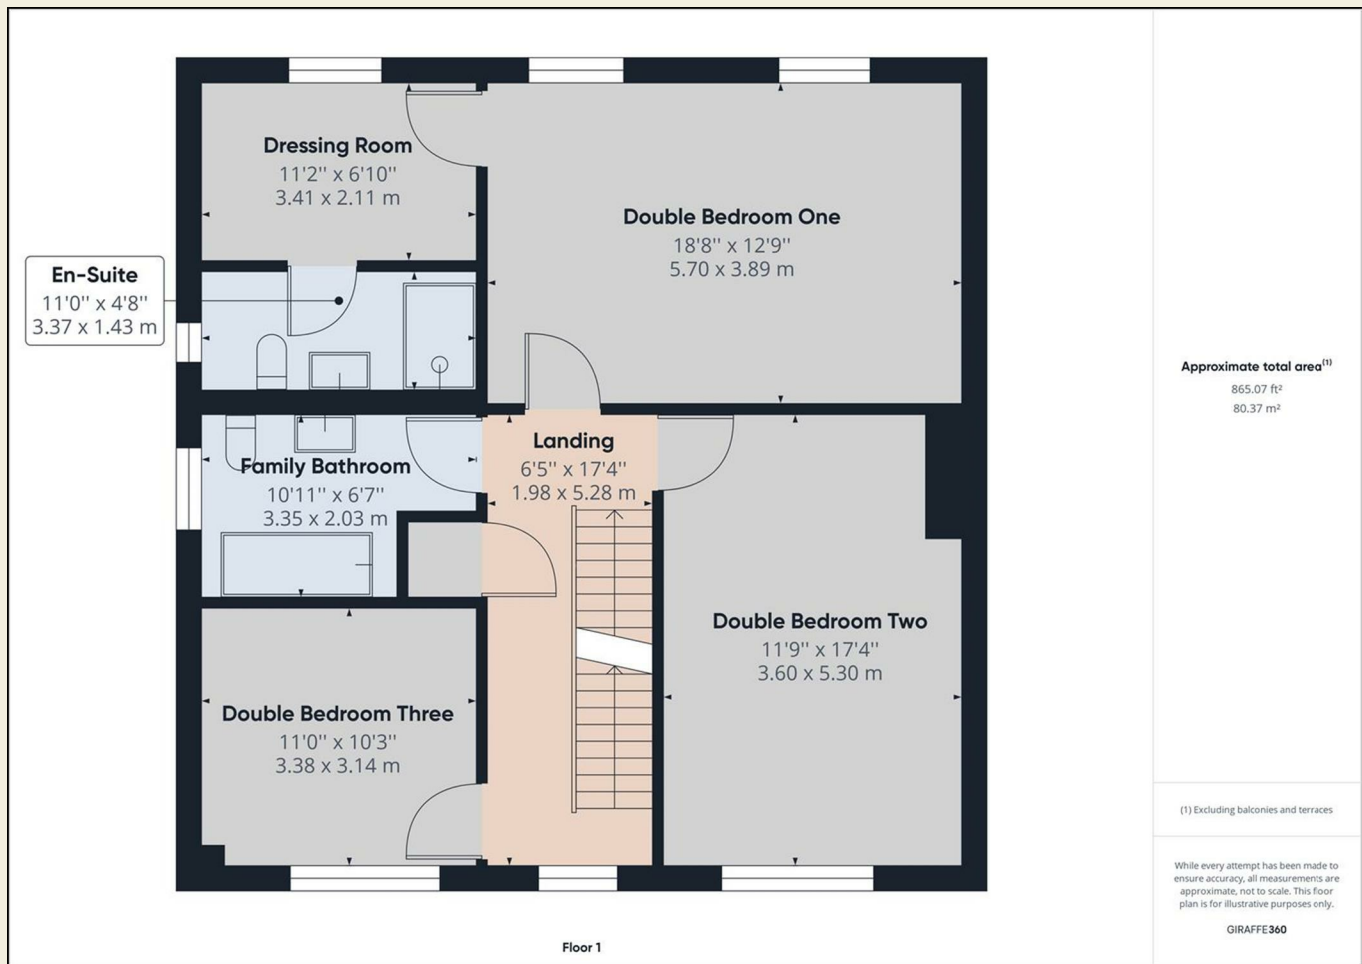 Dressing Room
11'2'' x 6'10''
3.41 x 2.11 m
Double Bedroom One
18'8'' x 12'9''
5.70 x 3.89 m
En-Suite
11'0'' x 4'8''
3.37 x 1.43 m
Family Bathroom
10'11'' x 6'7''
3.35 x 2.03 m
Landing
6'5'' x 17'4''
1.98 x 5.28 m
Double Bedroom Two
11'9'' x 17'4''
3.60 x 5.30 m
Double Bedroom Three
11'0'' x 10'3''
3.38 x 3.14 m
Floor 1
Approximate total area(1)
865.07 ft²
80.37 m²
(1) Excluding balconies and terraces
While every attempt has been made to
ensure accuracy, all measurements are
approximate, not to scale. This floor
plan is for illustrative purposes only.
GIRAFFE360